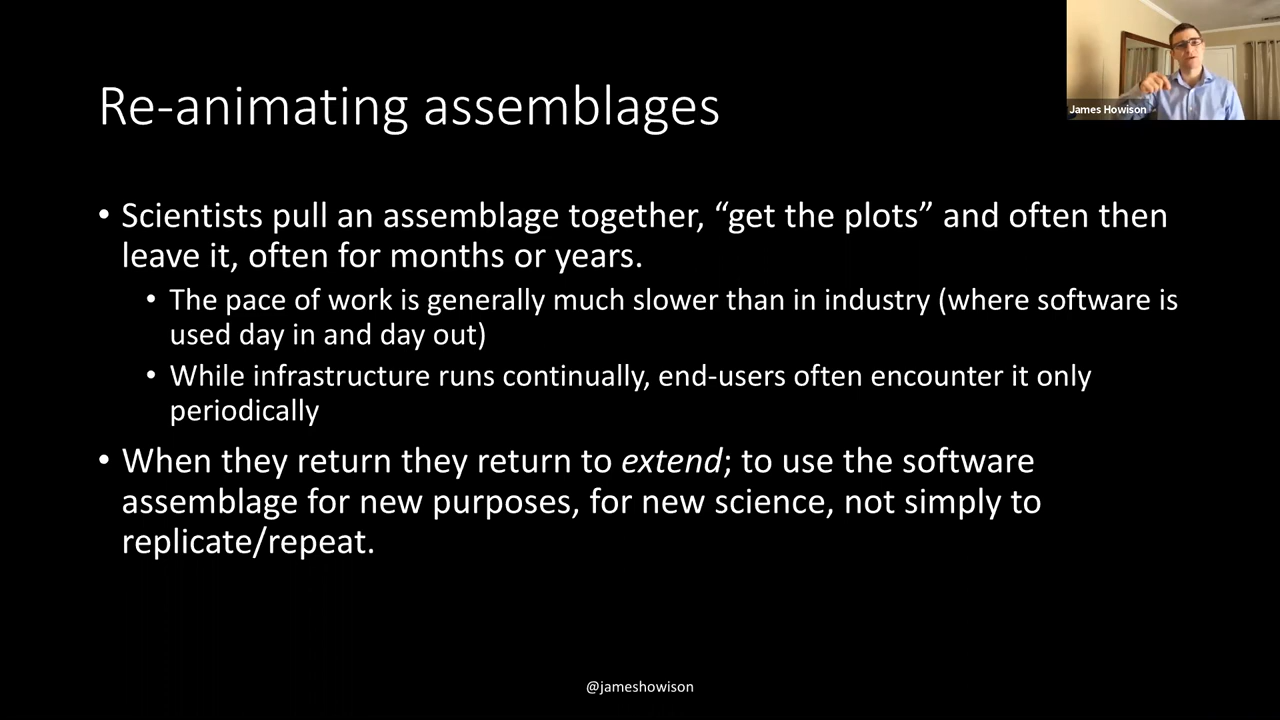 Re-animating assemblages
James Howison
• Scientists pull an assemblage together, “get the plots” and often then
leave it, often for months or years.
• The pace of work is generally much slower than in industry (where software is
used day in and day out)
• While infrastructure runs continually, end-users often encounter it only
periodically
• When they return they return to extend; to use the software
assemblage for new purposes, for new science, not simply to
replicate/repeat.
@jameshowison